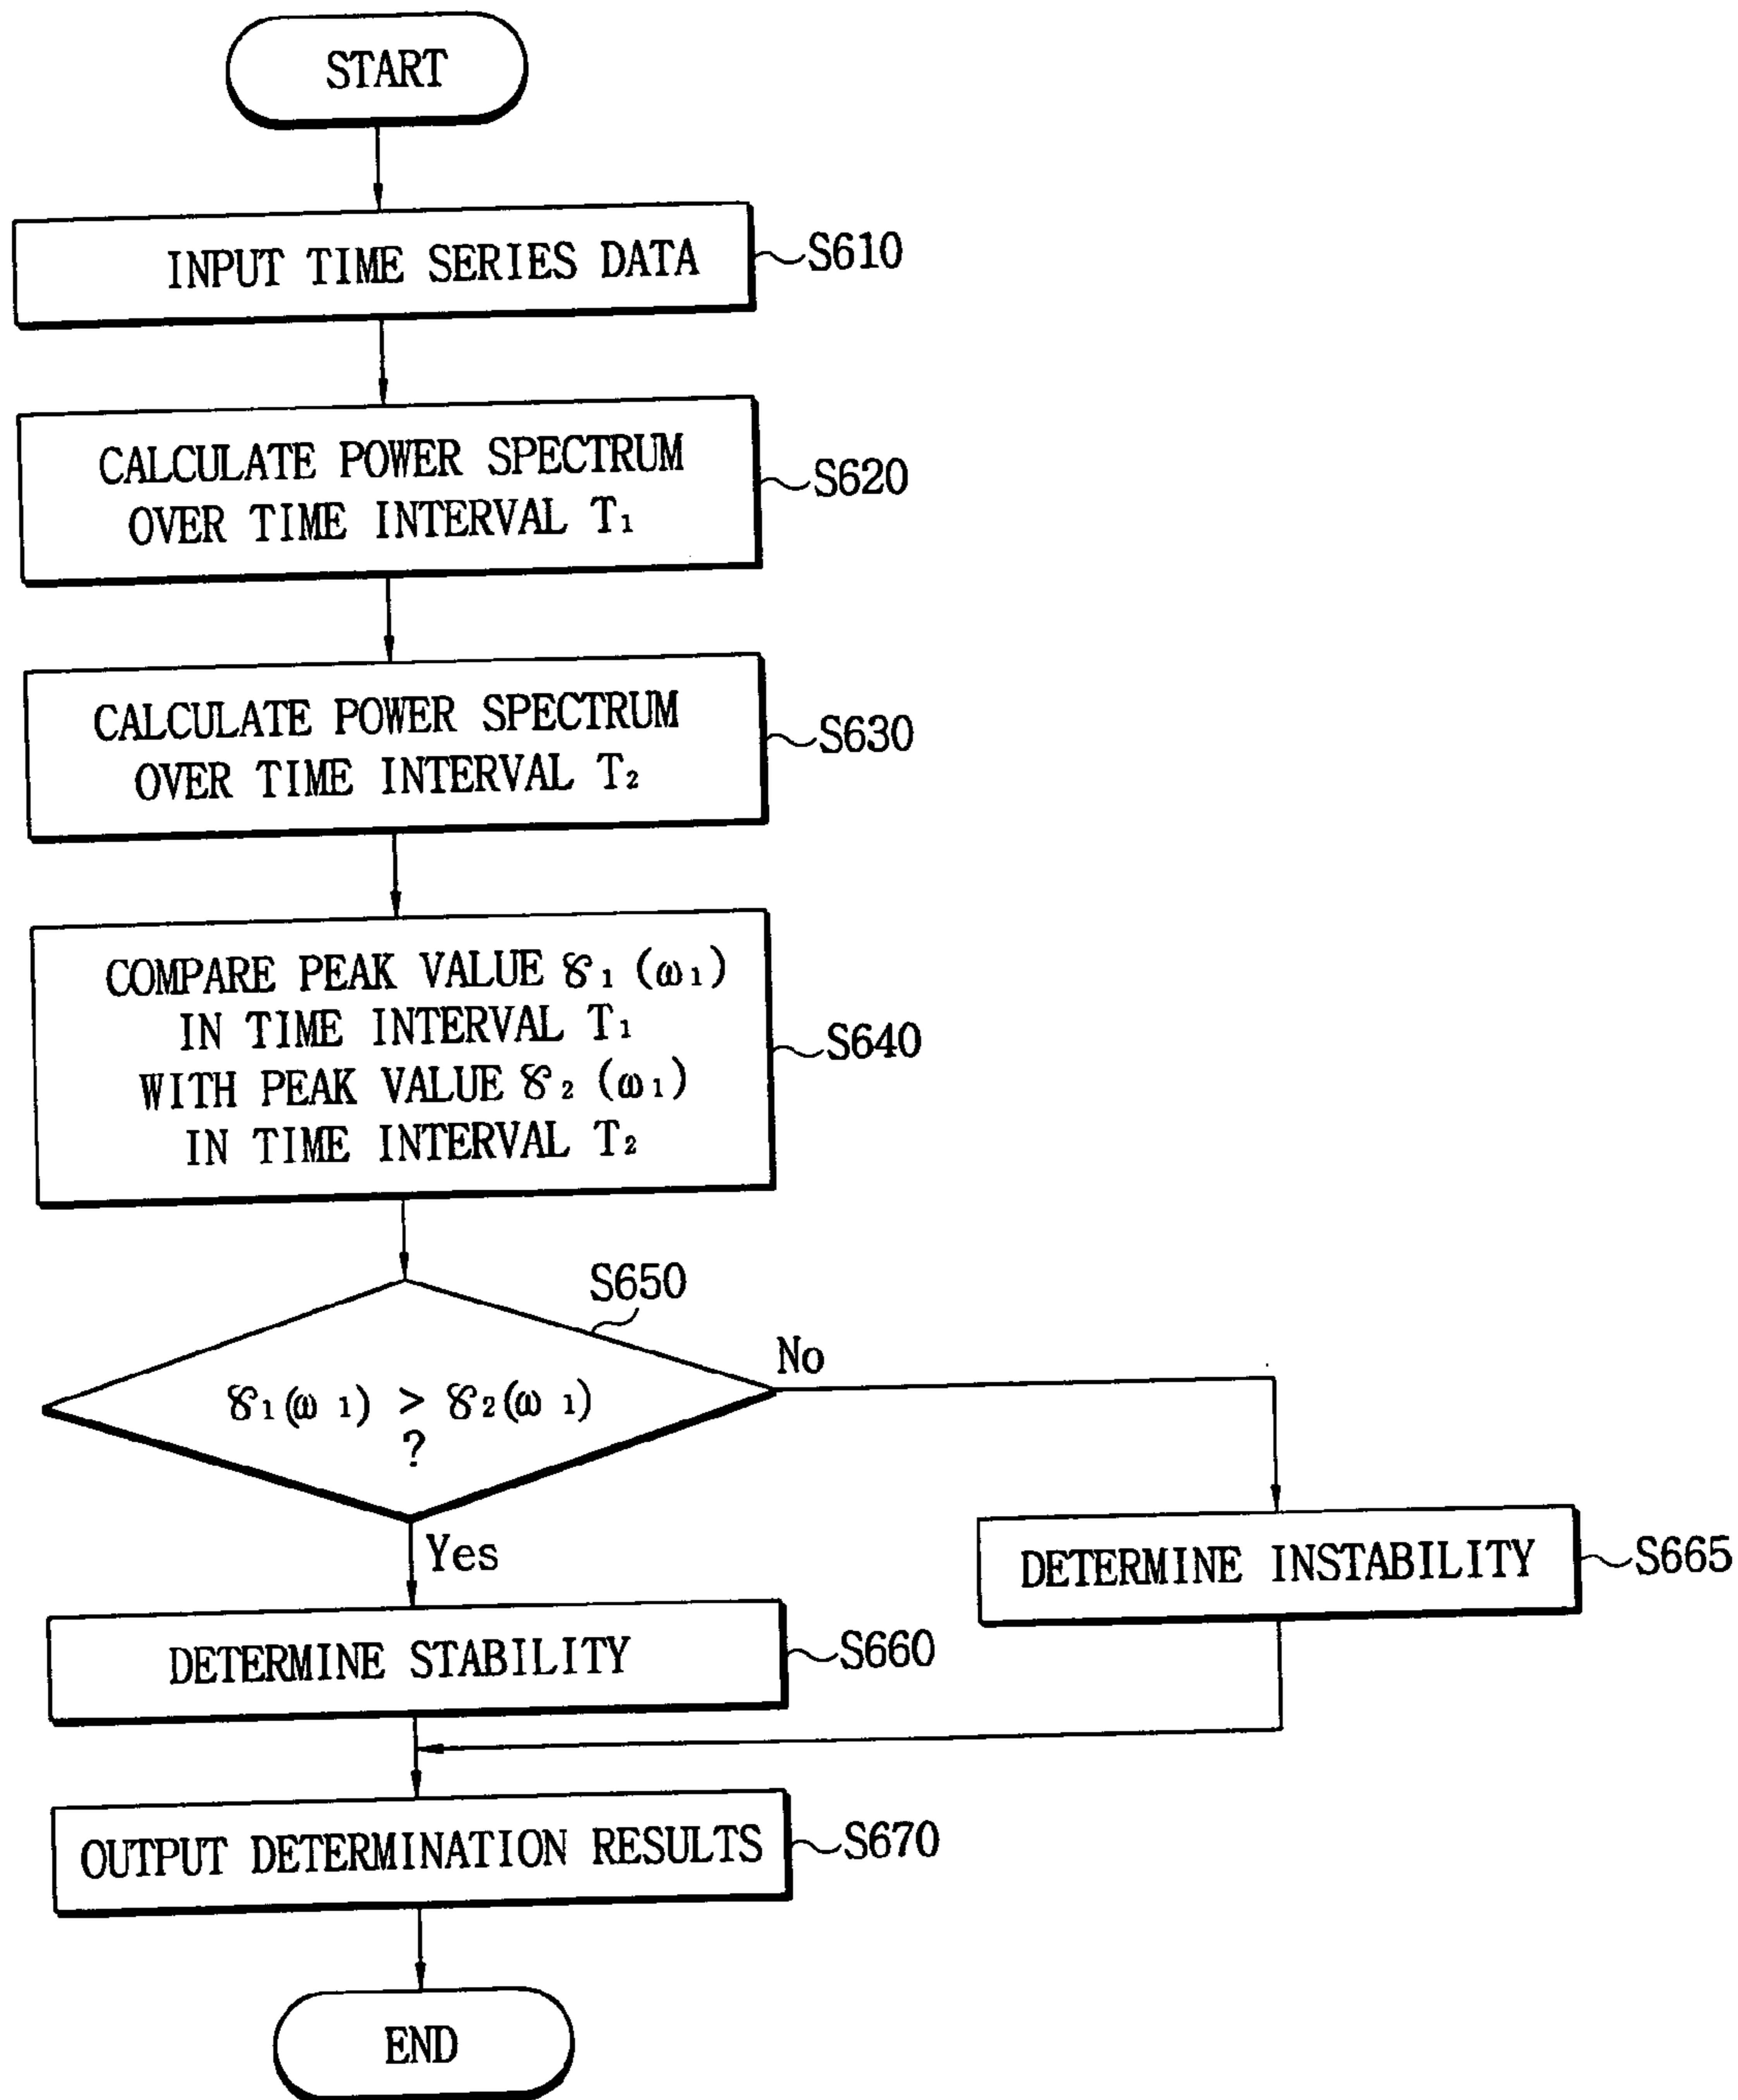 START
INPUT TIME SERIES DATA
S610
CALCULATE POWER SPECTRUM
OVER TIME INTERVAL T₁
S620
CALCULATE POWER SPECTRUM
OVER TIME INTERVAL T₂
S630
COMPARE PEAK VALUE 𝒮₁ (ω₁)
IN TIME INTERVAL T₁
WITH PEAK VALUE 𝒮₂ (ω₁)
IN TIME INTERVAL T₂
S640
S650
𝒮₁(ω₁) > 𝒮₂(ω₁)
?
No
Yes
DETERMINE INSTABILITY
S665
DETERMINE STABILITY
S660
OUTPUT DETERMINATION RESULTS
S670
END